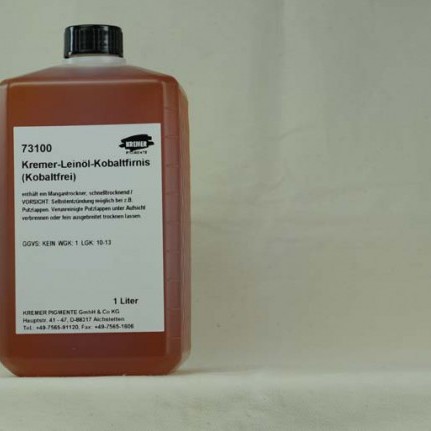 73100
KREMER
PIGMENTE
Kremer-Leinöl-Kobaltfirnis
(Kobaltfrei)
enthält ein Mangantrockner, schnelltrocknend /
VORSICHT: Selbstentzündung möglich bei z.B.
Putzlappen. Verunreinigte Putzlappen unter Aufsicht
verbrennen oder fein ausgebreitet trocknen lassen.
GGVS: KEIN WGK: 1 LGK: 10-13
1 Liter
KREMER PIGMENTE GmbH & Co KG
Hauptstr. 41 - 47, D-88317 Aichstetten
Tel.: +49-7565-91120, Fax: +49-7565-1606